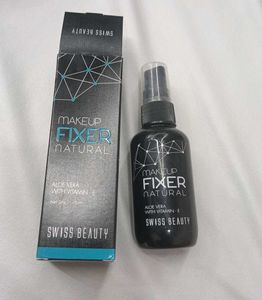 SWISS BEAUTY
MAKEUP
FIXER
NATURAL
ALOE VERA
WITH VITAMIN - E
SWISS BEAUTY
MAKEUP
FIXER
NATURAL
ALOE VERA
WITH VITAMIN - E
SWISS BEAUTY